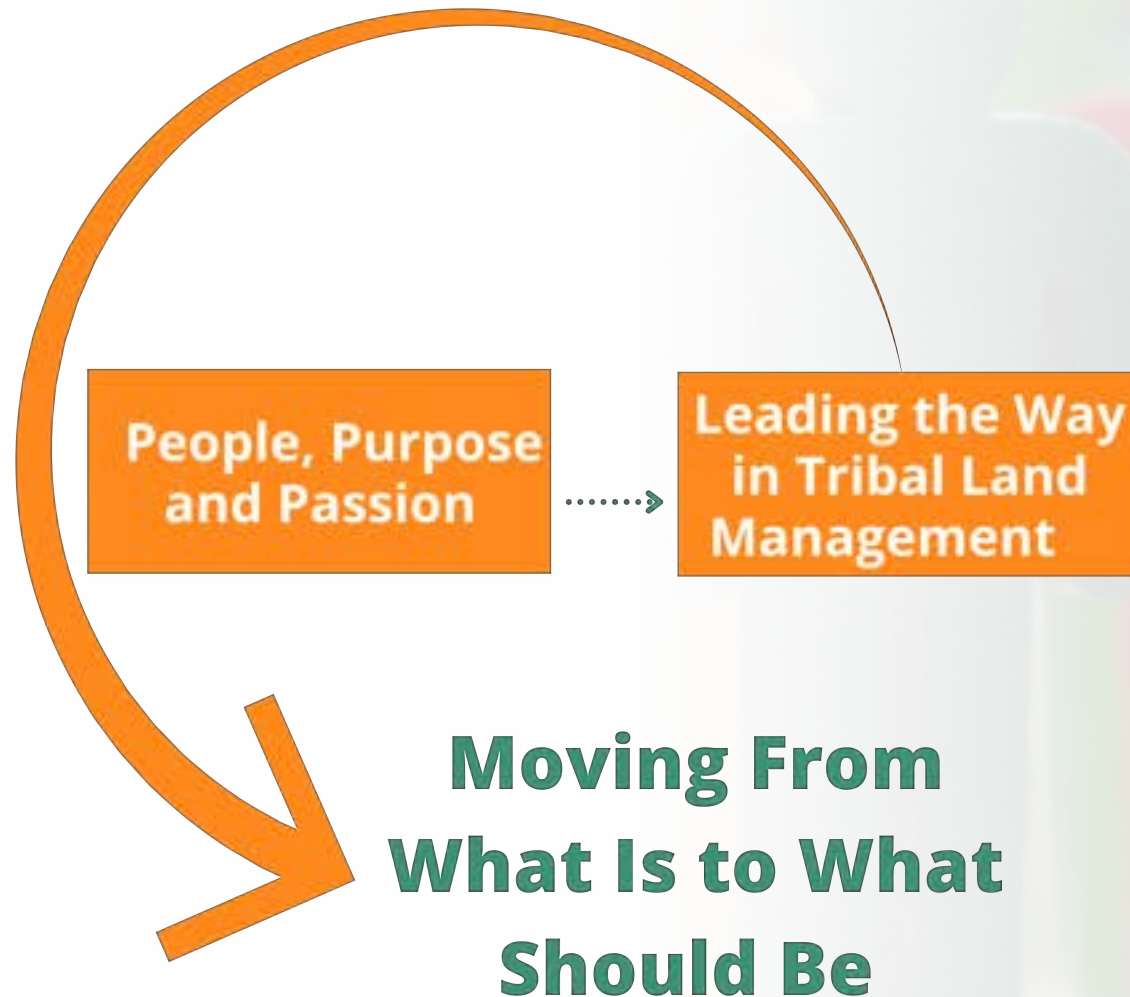 People, Purpose
and Passion
Leading the Way
in Tribal Land
Management
Moving From
What Is to What
Should Be